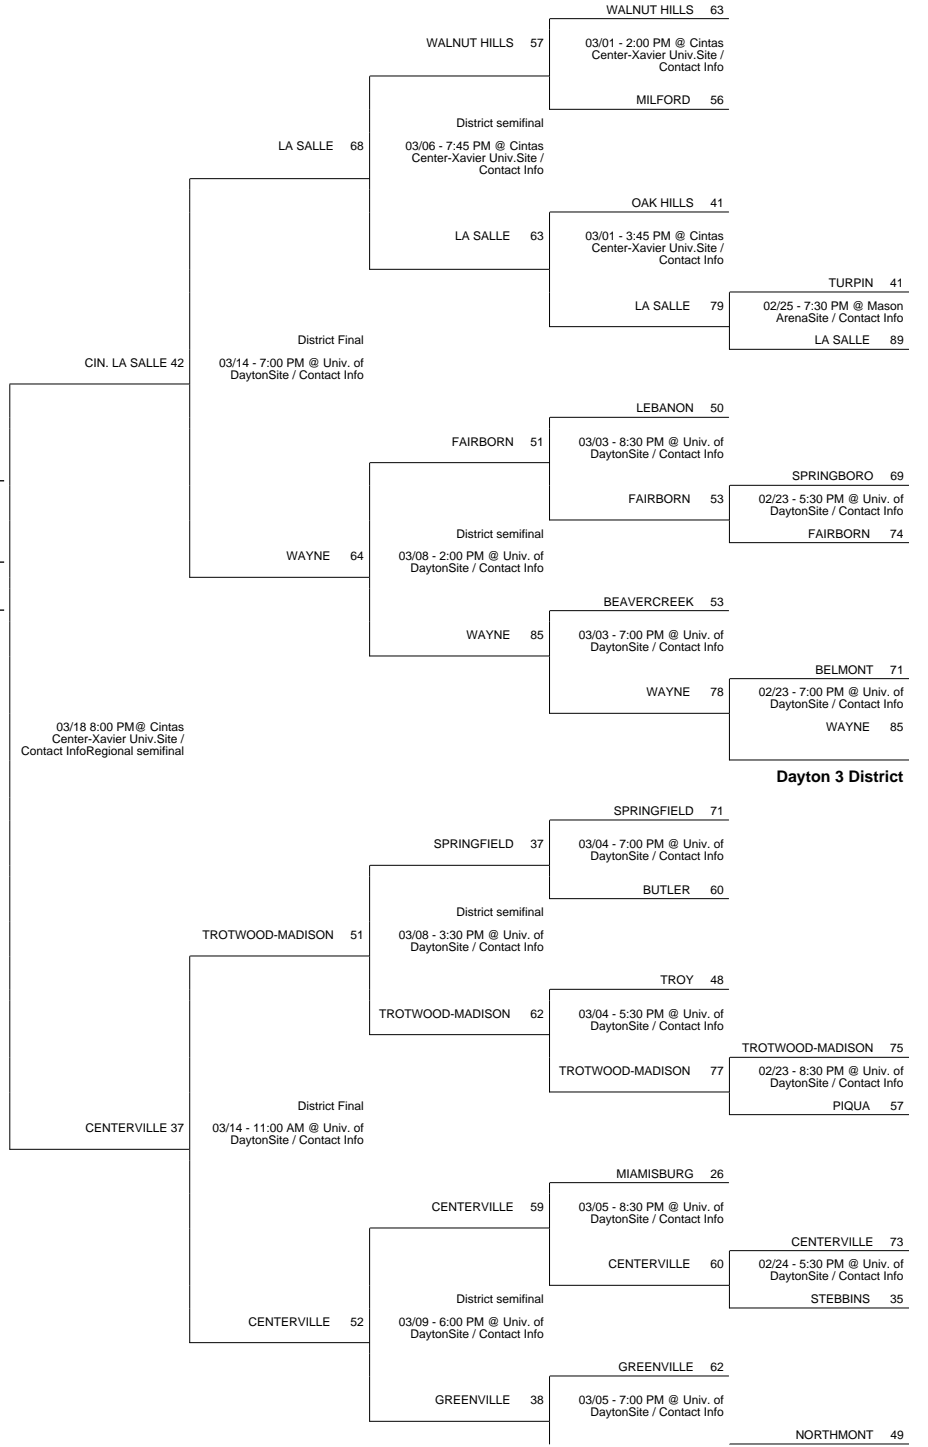 WALNUT HILLS 63
WALNUT HILLS 57
03/01 - 2:00 PM @ Cintas
Center-Xavier Univ.Site /
Contact Info
MILFORD 56
District semifinal
LA SALLE 68
03/06 - 7:45 PM @ Cintas
Center-Xavier Univ.Site /
Contact Info
OAK HILLS 41
LA SALLE 63
03/01 - 3:45 PM @ Cintas
Center-Xavier Univ.Site /
Contact Info
TURPIN 41
LA SALLE 79
02/25 - 7:30 PM @ Mason
ArenaSite / Contact Info
LA SALLE 89
District Final
CIN. LA SALLE 42
03/14 - 7:00 PM @ Univ. of
DaytonSite / Contact Info
LEBANON 50
FAIRBORN 51
03/03 - 8:30 PM @ Univ. of
DaytonSite / Contact Info
SPRINGBORO 69
FAIRBORN 53
02/23 - 5:30 PM @ Univ. of
DaytonSite / Contact Info
FAIRBORN 74
District semifinal
WAYNE 64
03/08 - 2:00 PM @ Univ. of
DaytonSite / Contact Info
BEAVERCREEK 53
WAYNE 85
03/03 - 7:00 PM @ Univ. of
DaytonSite / Contact Info
BELMONT 71
WAYNE 78
02/23 - 7:00 PM @ Univ. of
DaytonSite / Contact Info
WAYNE 85
03/18 8:00 PM@ Cintas
Center-Xavier Univ.Site /
Contact InfoRegional semifinal
Dayton 3 District
SPRINGFIELD 71
SPRINGFIELD 37
03/04 - 7:00 PM @ Univ. of
DaytonSite / Contact Info
BUTLER 60
District semifinal
TROTWOOD-MADISON 51
03/08 - 3:30 PM @ Univ. of
DaytonSite / Contact Info
TROY 48
TROTWOOD-MADISON 62
03/04 - 5:30 PM @ Univ. of
DaytonSite / Contact Info
TROTWOOD-MADISON 75
TROTWOOD-MADISON 77
02/23 - 8:30 PM @ Univ. of
DaytonSite / Contact Info
PIQUA 57
District Final
CENTERVILLE 37
03/14 - 11:00 AM @ Univ. of
DaytonSite / Contact Info
MIAMISBURG 26
CENTERVILLE 59
03/05 - 8:30 PM @ Univ. of
DaytonSite / Contact Info
CENTERVILLE 73
CENTERVILLE 60
02/24 - 5:30 PM @ Univ. of
DaytonSite / Contact Info
STEBBINS 35
District semifinal
CENTERVILLE 52
03/09 - 6:00 PM @ Univ. of
DaytonSite / Contact Info
GREENVILLE 62
GREENVILLE 38
03/05 - 7:00 PM @ Univ. of
DaytonSite / Contact Info
NORTHMONT 49